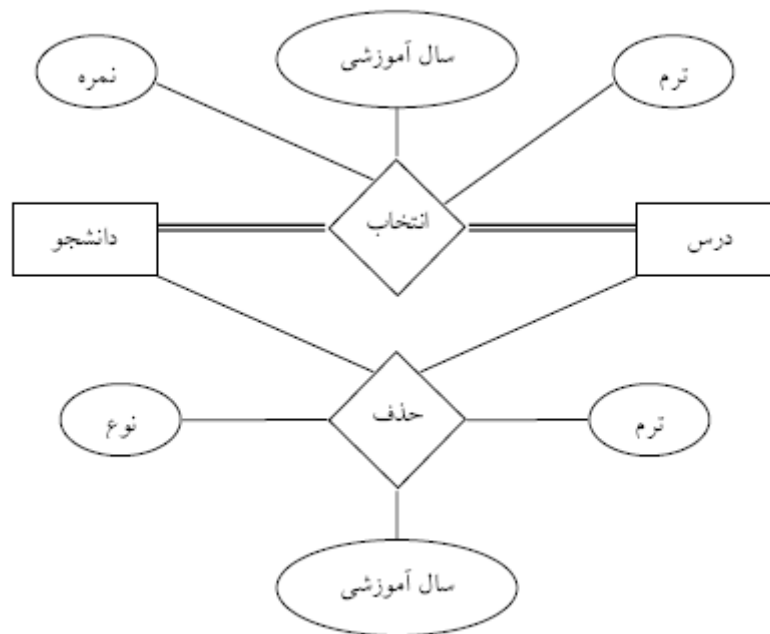 سال آموزشی
ترم
نمره
انتخاب
درس
دانشجو
حذف
ترم
نوع
سال آموزشی